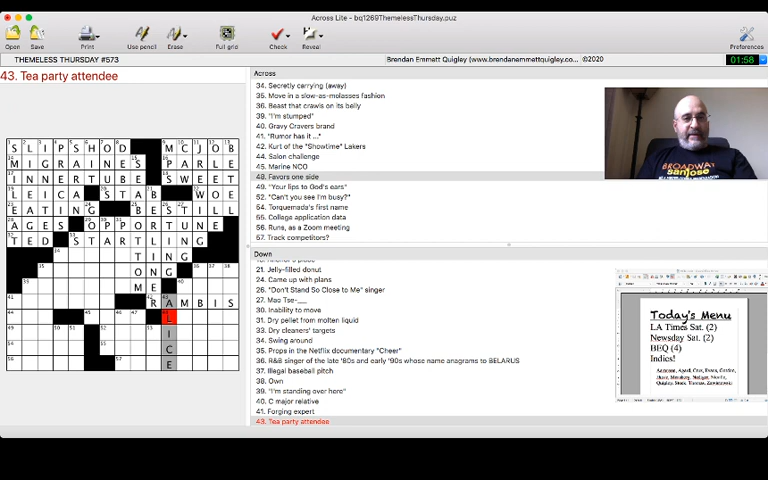 Across Lite - bq1269ThemelessThursday.puz
Open
Save
Print
Use pencil
Erase
Full grid
Check
Reveal
Preferences
THEMELESS THURSDAY #573
Brendan Emmett Quigley (www.brendanemmettquigley.co... ©2020
01:58
43. Tea party attendee
Across
34. Secretly carrying (away)
35. Move in a slow-as-molasses fashion
36. Beast that crawls on its belly
39. "I'm stumped"
40. Gravy Cravers brand
41. "Rumor has it ..."
42. Kurt of the "Showtime" Lakers
44. Salon challenge
45. Marine NCO
48. Favors one side
49. "Your lips to God's ears"
52. "Can't you see I'm busy?"
54. Torquemada's first name
55. College application data
56. Runs, as a Zoom meeting
57. Track competitors?
Down
21. Jelly-filled donut
24. Came up with plans
26. "Don't Stand So Close to Me" singer
27. Mao Tse-___
30. Inability to move
31. Dry pellet from molten liquid
33. Dry cleaners' targets
34. Swing around
35. Props in the Netflix documentary "Cheer"
36. R&B singer of the late '80s and early '90s whose name anagrams to BELARUS
37. Illegal baseball pitch
38. Own
39. "I'm standing over here"
40. C major relative
41. Forging expert
43. Tea party attendee
SLIPSHOD MCJOB
MIGRAINES PARLE
INNERTUBE SWEET
LEICA STAB WOE
EATING BESTILL
AGES OPPORTUNE
TED STARTLING
TING
ONG
ME
RAMBIS
A
L
I
C
E
BROADWAY
san jose
Today's Menu
LA Times Sat. (2)
Newsday Sat. (2)
BEQ (4)
Indies!